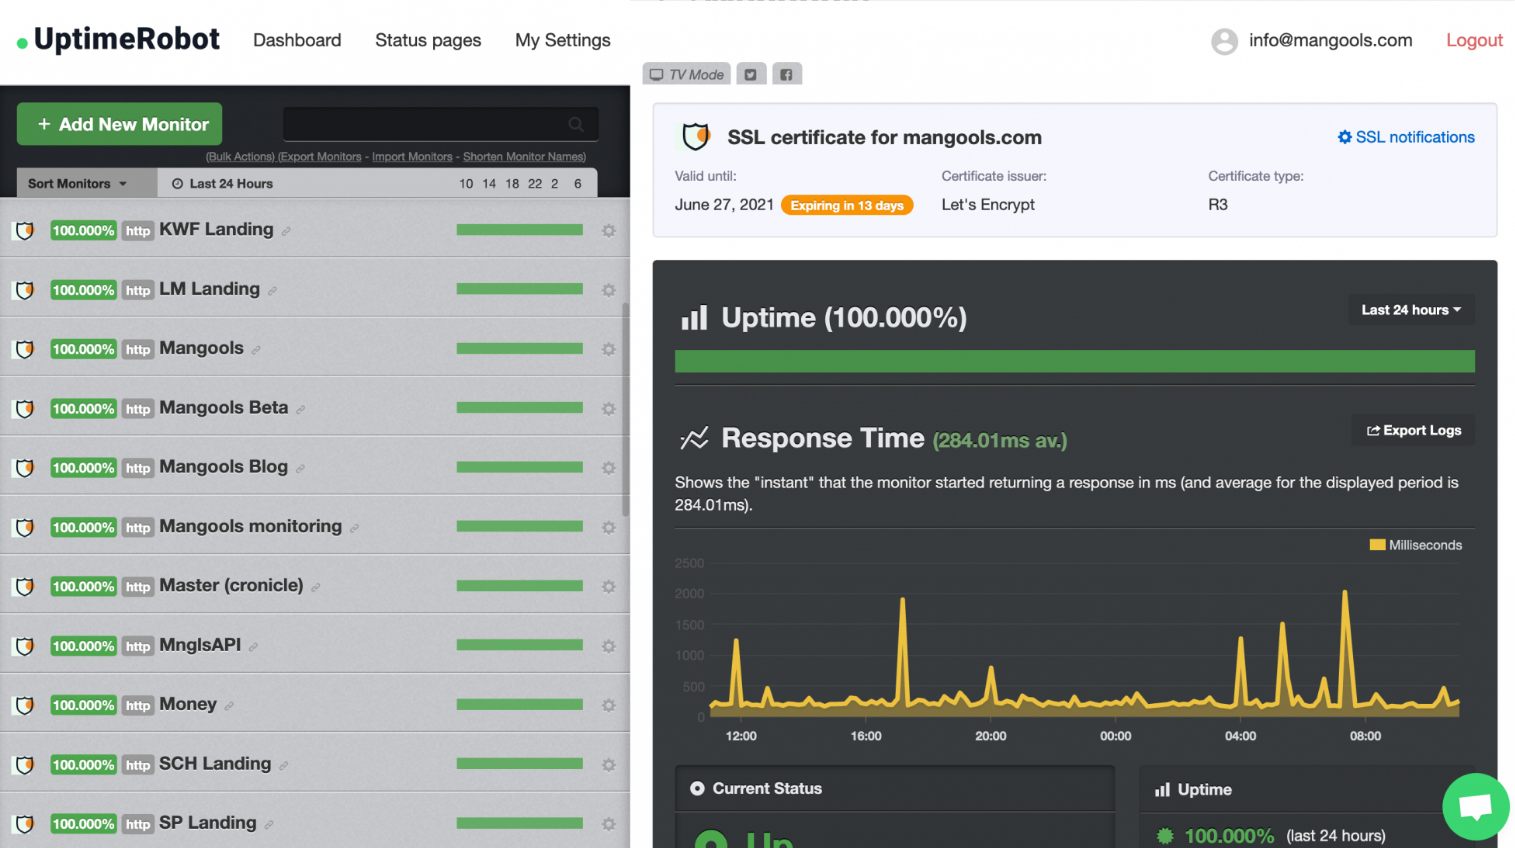 UptimeRobot
Dashboard
Status pages
My Settings
info@mangools.com
Logout
TV Mode
+ Add New Monitor
(Bulk Actions) (Export Monitors - Import Monitors - Shorten Monitor Names)
Sort Monitors
Last 24 Hours
10 14 18 22 2 6
100.000% http KWF Landing
100.000% http LM Landing
100.000% http Mangools
100.000% http Mangools Beta
100.000% http Mangools Blog
100.000% http Mangools monitoring
100.000% http Master (cronicle)
100.000% http MnglsAPI
100.000% http Money
100.000% http SCH Landing
100.000% http SP Landing
SSL certificate for mangools.com
SSL notifications
Valid until:
June 27, 2021 Expiring in 13 days
Certificate issuer:
Let's Encrypt
Certificate type:
R3
Uptime (100.000%)
Last 24 hours
Response Time (284.01ms av.)
Export Logs
Shows the "instant" that the monitor started returning a response in ms (and average for the displayed period is
284.01ms).
Milliseconds
2500
2000
1500
1000
500
0
12:00 16:00 20:00 00:00 04:00 08:00
Current Status
Up
Uptime
100.000% (last 24 hours)